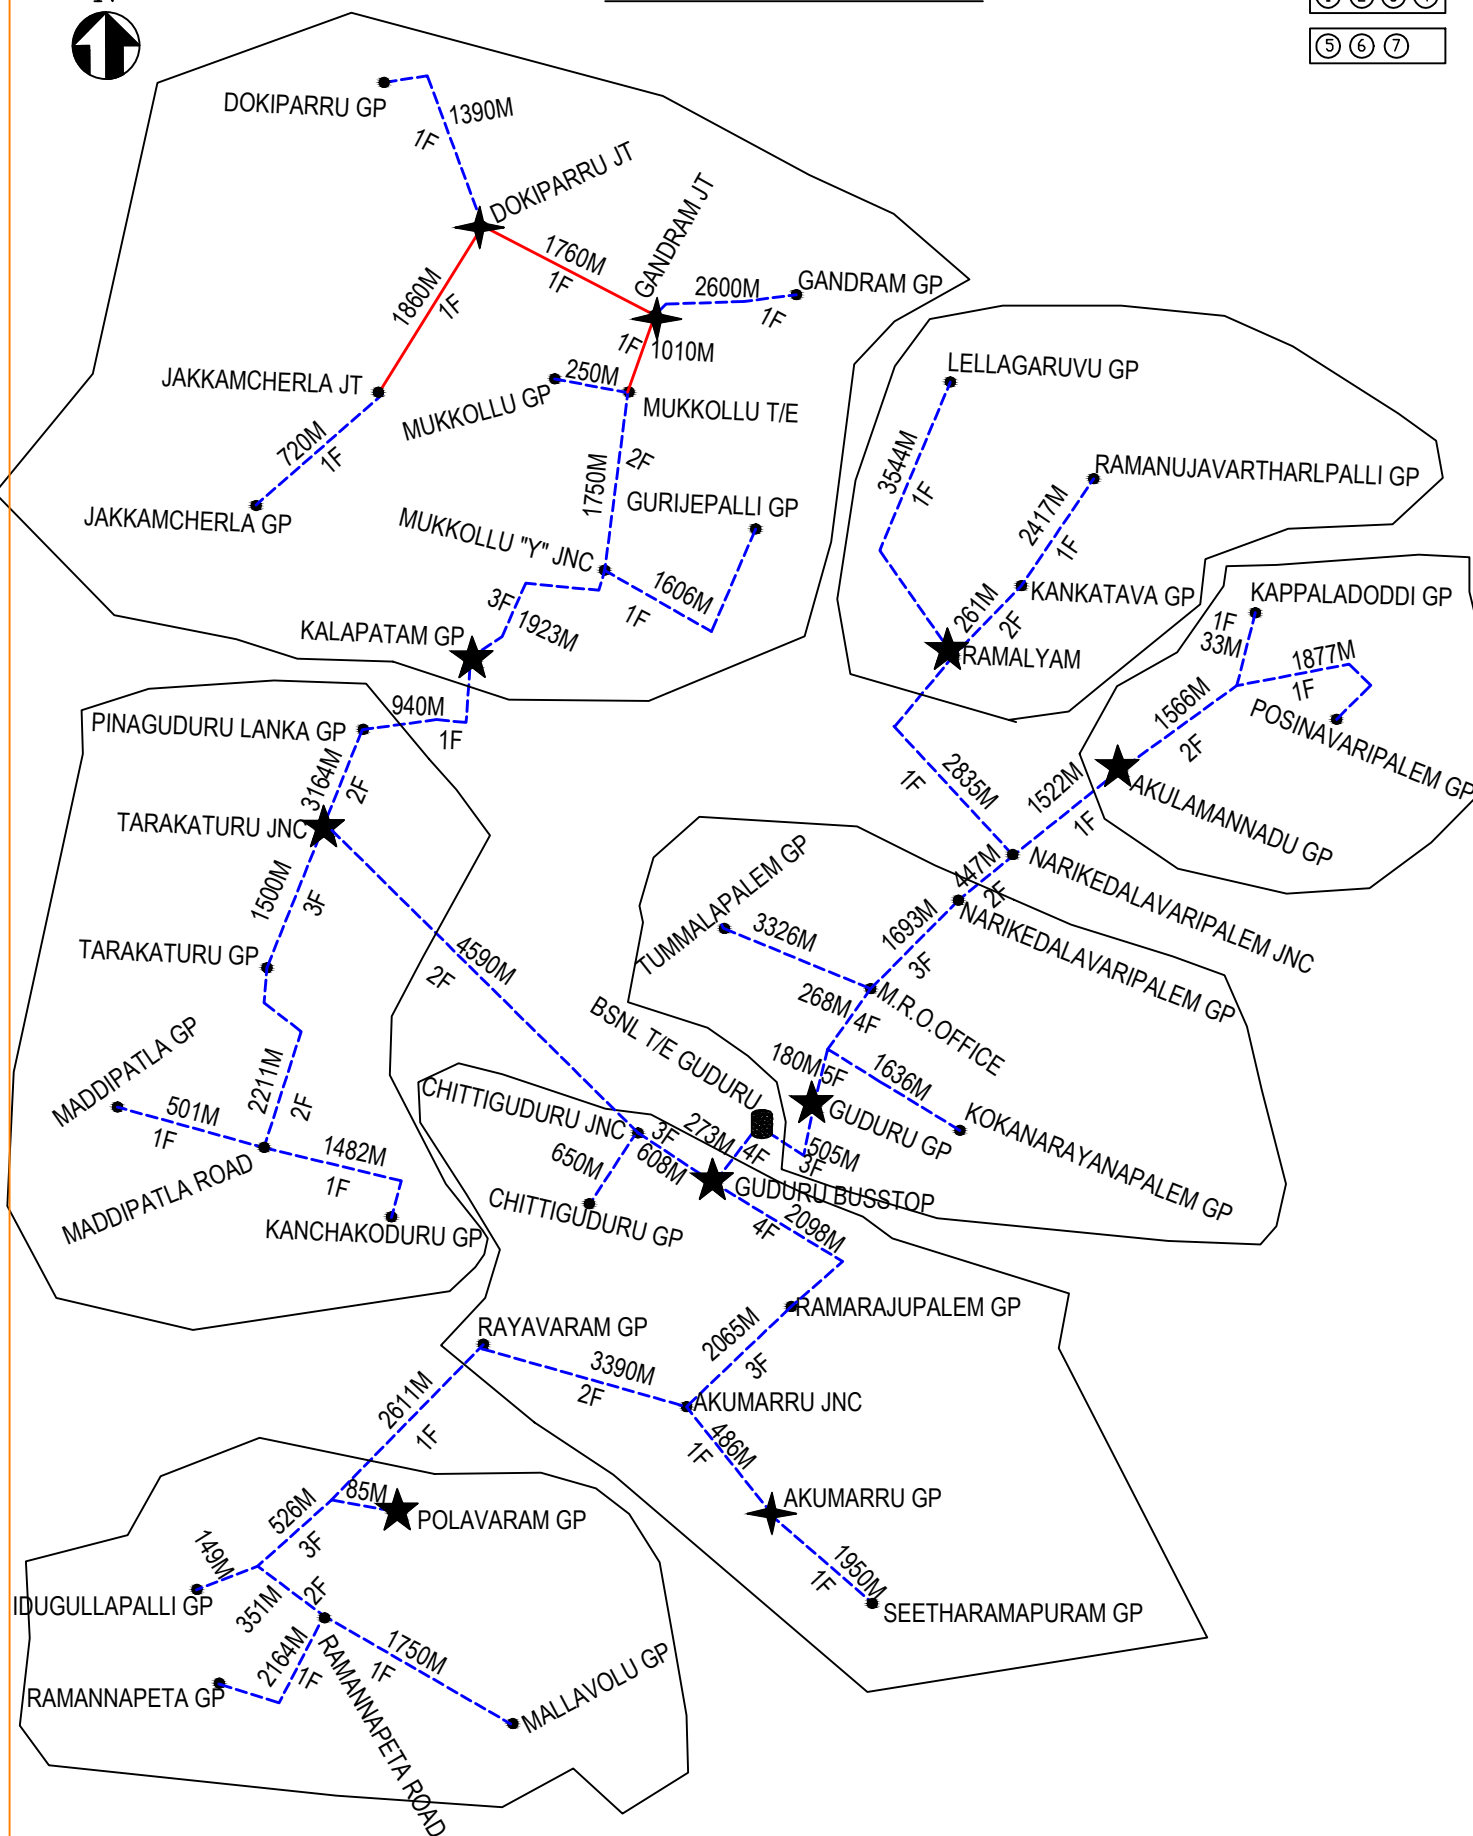 ⑤ ⑥ ⑦
DOKIPARRU GP
1390M
1F
DOKIPARRU JT
GANDRAM JT
1760M
1F
1860M
1F
2600M
1F
GANDRAM GP
1F
1010M
JAKKAMCHERLA JT
250M
MUKKOLLU GP
MUKKOLLU T/E
720M
1F
JAKKAMCHERLA GP
1750M
2F
GURIJEPALLI GP
MUKKOLLU "Y" JNC
1606M
1F
3F
1923M
KALAPATAM GP
LELLAGARUVU GP
3544M
1F
RAMANUJAVARTHARLPALLI GP
2417M
1F
KANKATAVA GP
261M
2F
RAMALYAM
KAPPALADODDI GP
1F
33M
1877M
1F
POSINAVARIPALEM GP
1566M
2F
AKULAMANNADU GP
1522M
1F
2835M
1F
NARIKEDALAVARIPALEM JNC
447M
2F
NARIKEDALAVARIPALEM GP
1693M
3F
940M
1F
PINAGUDURU LANKA GP
3164M
2F
TARAKATURU JNC
1500M
3F
TARAKATURU GP
4590M
2F
2211M
2F
MADDIPATLA GP
501M
1F
MADDIPATLA ROAD
1482M
1F
KANCHAKODURU GP
TUMMALAPALEM GP
3326M
M.R.O.OFFICE
268M
4F
BSNL T/E GUDURU
180M
5F
1636M
KOKANARAYANAPALEM GP
GUDURU GP
505M
3F
CHITTIGUDURU JNC
3F
608M
273M
4F
650M
CHITTIGUDURU GP
GUDURU BUSSTOP
2098M
4F
RAMARAJUPALEM GP
2065M
3F
RAYAVARAM GP
3390M
2F
AKUMARRU JNC
486M
1F
AKUMARRU GP
1950M
1F
SEETHARAMAPURAM GP
2611M
1F
85M
POLAVARAM GP
526M
3F
149M
IDUGULLAPALLI GP
351M
2F
2164M
1F
RAMANNAPETA GP
RAMANNAPETA ROAD
1750M
1F
MALLAVOLU GP